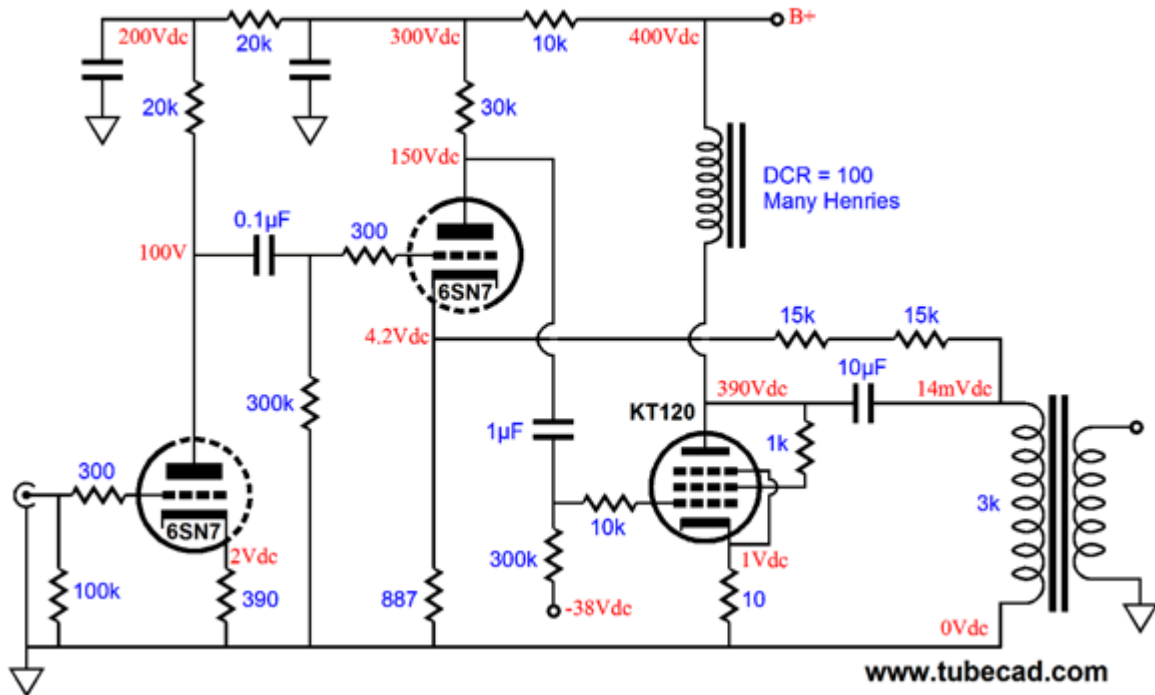 B+
200Vdc
20k
300Vdc
10k
400Vdc
20k
30k
150Vdc
DCR = 100
Many Henries
0.1µF
300
100V
6SN7
4.2Vdc
15k
15k
10µF
390Vdc
14mVdc
KT120
300k
1µF
1k
300
6SN7
10k
3k
2Vdc
300k
1Vdc
100k
390
887
10
-38Vdc
0Vdc
www.tubecad.com